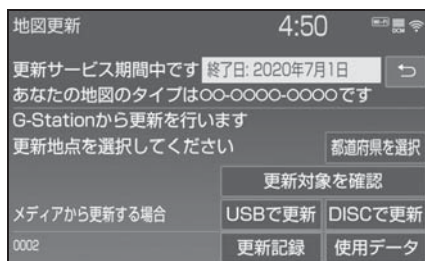 地図更新 4:50 Wi-Fi DCM
更新サービス期間中です 終了日: 2020年7月1日
あなたの地図のタイプは○○-○○○○-○○○○です
G-Stationから更新を行います
更新地点を選択してください 都道府県を選択
更新対象を確認
メディアから更新する場合 USBで更新 DISCで更新
0002 更新記録 使用データ